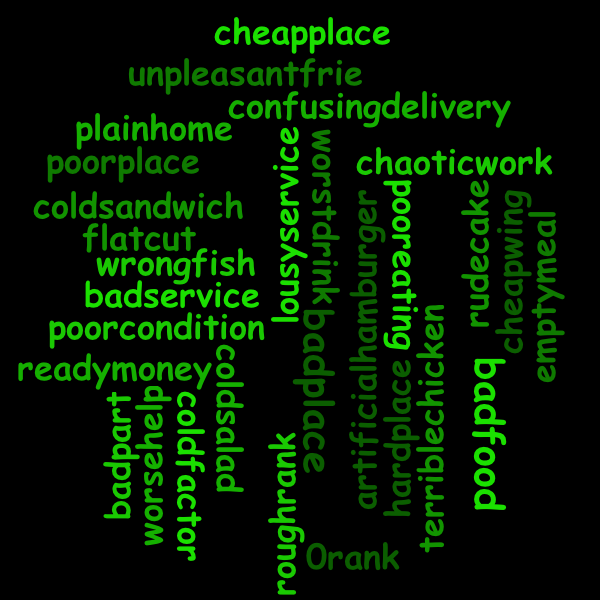 cheapplace
unpleasantfrie
confusingdelivery
plainhome
poorplace
chaoticwork
coldsandwich
flatcut
wrongfish
badservice
poorcondition
readymoney
lousyservice
worstdrink
badplace
artificialhamburger
pooreating
hardplace
terriblechicken
rudecake
cheapwing
emptymeal
badfood
badpart
worsehelp
coldfactor
coldsalad
roughrank
0rank